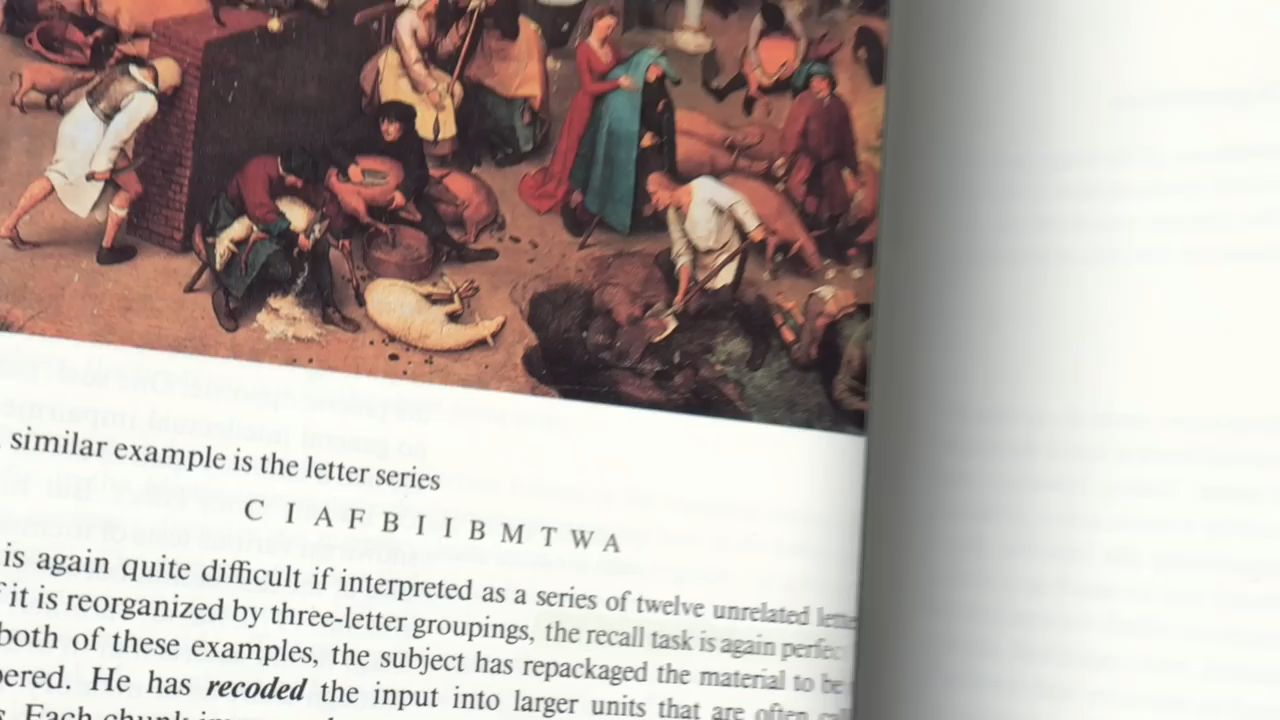 similar example is the letter series
C I A F B I I B M T W A
is again quite difficult if interpreted as a series of twelve unrelated
it is reorganized by three-letter groupings, the recall task is again
both of these examples, the subject has repackaged the material to be
He has recoded the input into larger units that are often
Each chunk